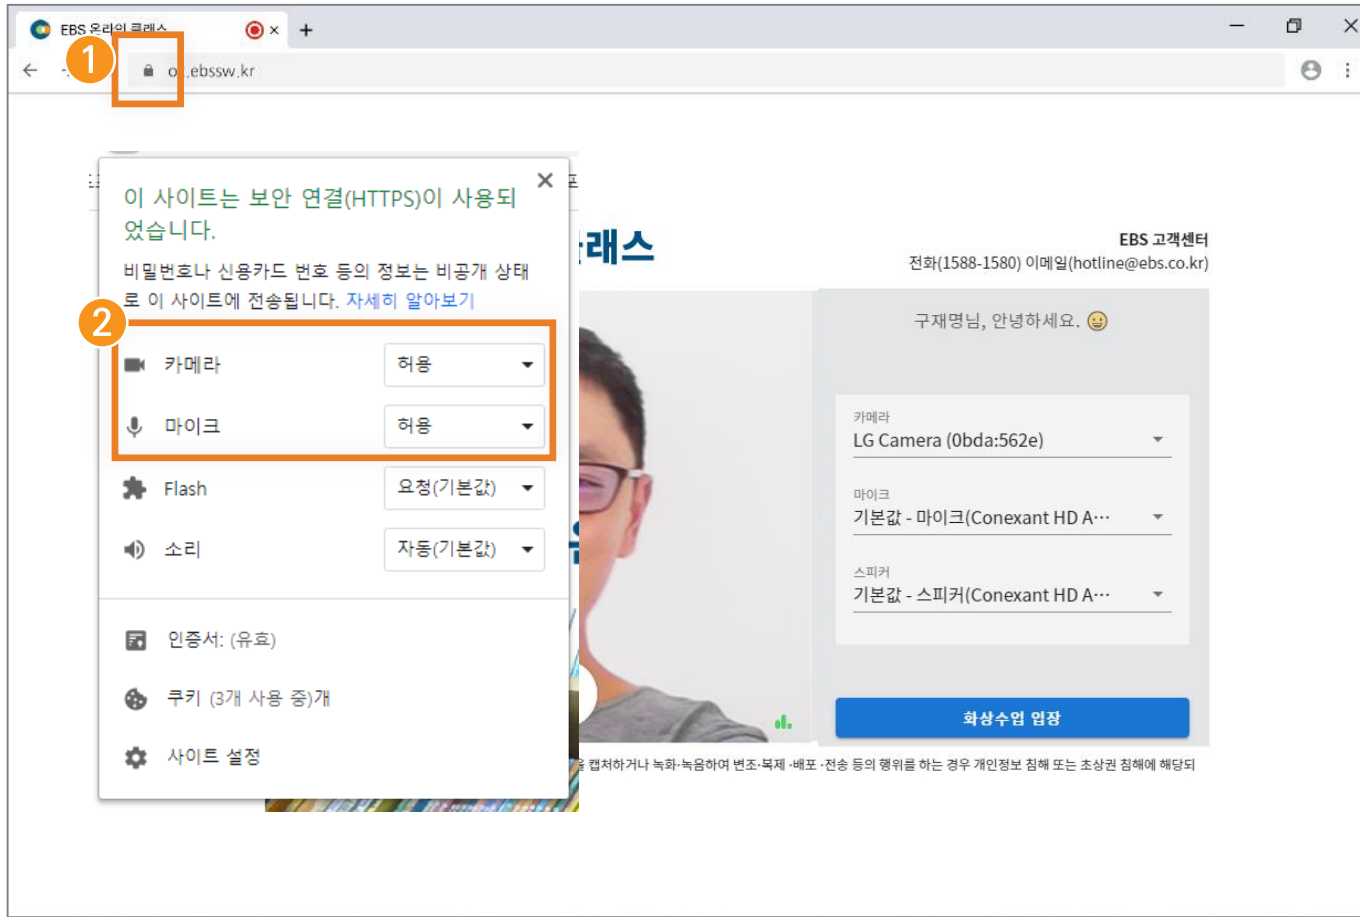 EBS 온라인 클래스
1
ebssw.kr
이 사이트는 보안 연결(HTTPS)이 사용되
었습니다.
비밀번호나 신용카드 번호 등의 정보는 비공개 상태
로 이 사이트에 전송됩니다. 자세히 알아보기
2
카메라 허용
마이크 허용
Flash 요청(기본값)
소리 자동(기본값)
인증서: (유효)
쿠키 (3개 사용 중)개
사이트 설정
래스
EBS 고객센터
전화(1588-1580) 이메일(hotline@ebs.co.kr)
구재명님, 안녕하세요. 😀
카메라
LG Camera (0bda:562e)
마이크
기본값 - 마이크(Conexant HD A…
스피커
기본값 - 스피커(Conexant HD A…
화상수업 입장
을 캡처하거나 녹화·녹음하여 변조·복제 ·배포 ·전송 등의 행위를 하는 경우 개인정보 침해 또는 초상권 침해에 해당되